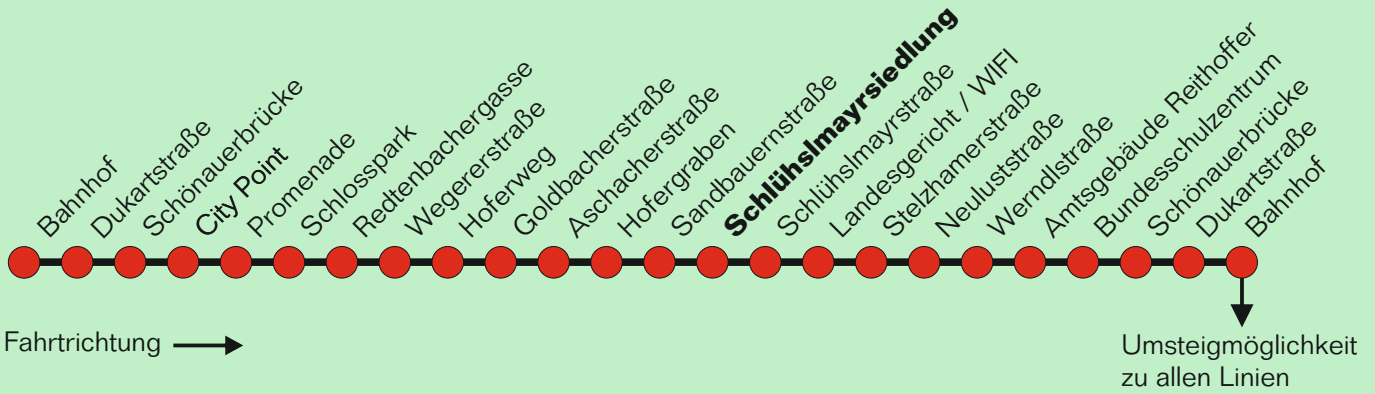 Bahnhof
Dukartstraße
Schönauerbrücke
City Point
Promenade
Schlosspark
Redtenbachergasse
Wegererstraße
Hoferweg
Goldbacherstraße
Aschacherstraße
Hofergraben
Sandbauernstraße
Schlühslmayrsiedlung
Schlühslmayrstraße
Landesgericht / WIFI
Stelzhamerstraße
Neuluststraße
Werndlstraße
Amtsgebäude Reithoffer
Bundesschulzentrum
Schönauerbrücke
Dukartstraße
Bahnhof
Fahrtrichtung
Umsteigmöglichkeit
zu allen Linien